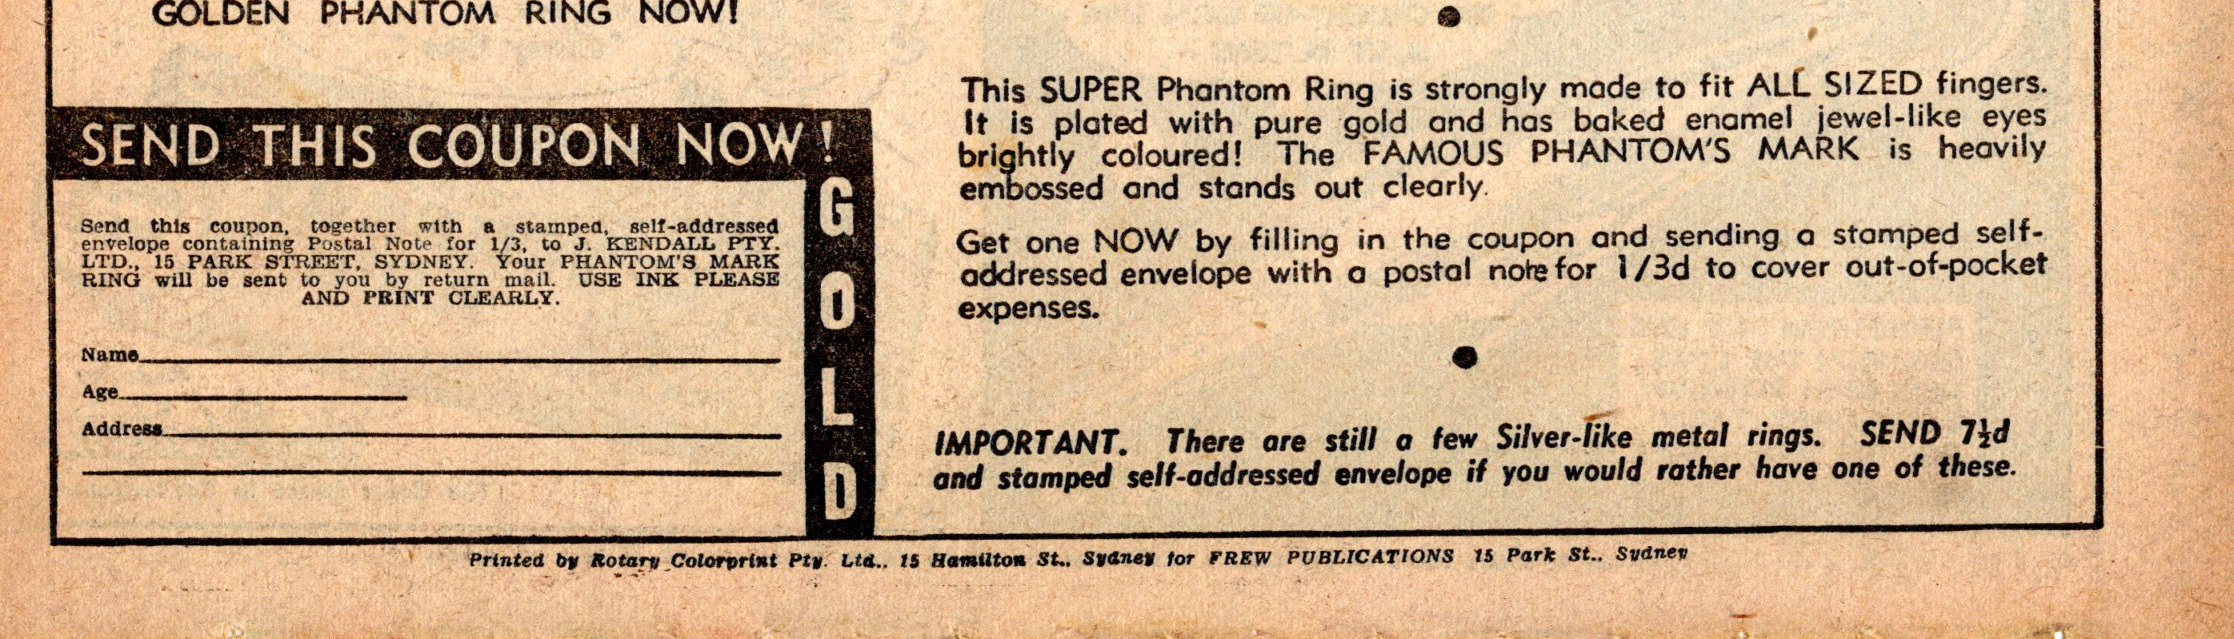 GOLDEN PHANTOM RING NOW!
SEND THIS COUPON NOW!
GOLD
Send this coupon, together with a stamped, self-addressed
envelope containing Postal Note for 1/3, to J. KENDALL PTY.
LTD., 15 PARK STREET, SYDNEY. Your PHANTOM'S MARK
RING will be sent to you by return mail. USE INK PLEASE
AND PRINT CLEARLY.
Name
Age
Address
This SUPER Phantom Ring is strongly made to fit ALL SIZED fingers.
It is plated with pure gold and has baked enamel jewel-like eyes
brightly coloured! The FAMOUS PHANTOM'S MARK is heavily
embossed and stands out clearly.
Get one NOW by filling in the coupon and sending a stamped self-
addressed envelope with a postal note for 1/3d to cover out-of-pocket
expenses.
IMPORTANT. There are still a few Silver-like metal rings. SEND 7½d
and stamped self-addressed envelope if you would rather have one of these.
Printed by Rotary Colorprint Pty. Ltd., 15 Hamilton St., Sydney for FREW PUBLICATIONS 15 Park St., Sydney